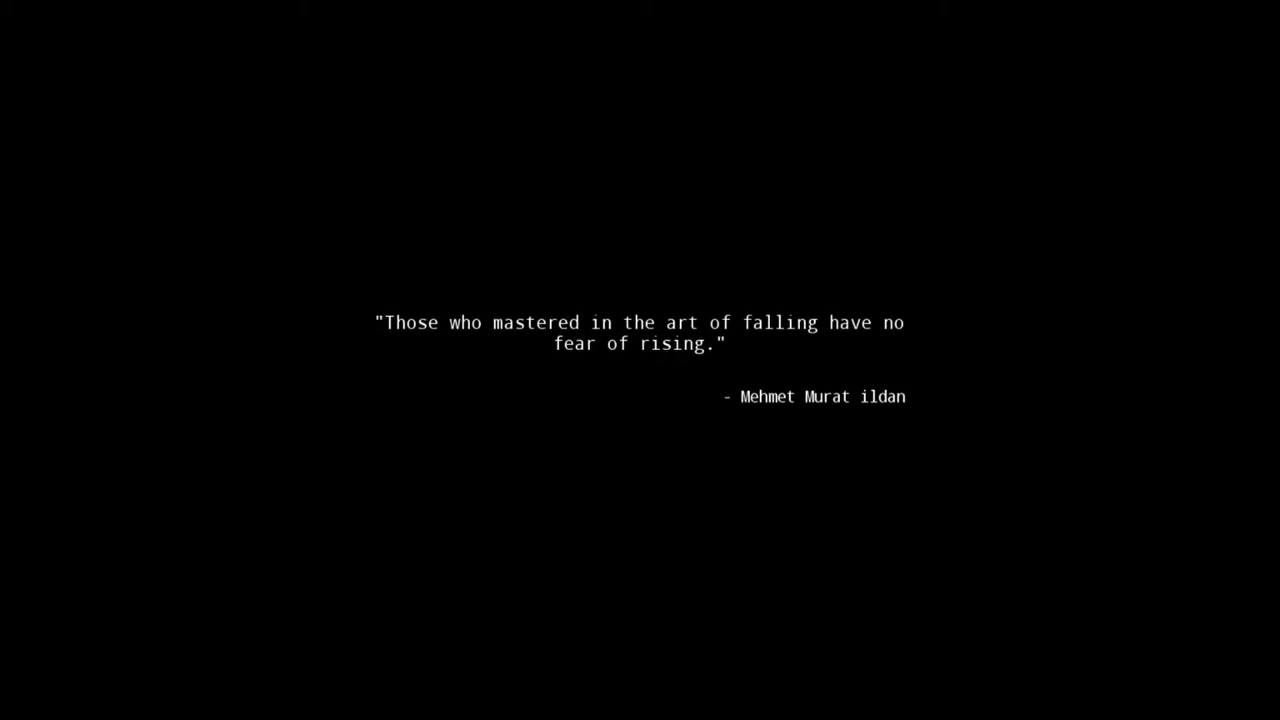 "Those who mastered in the art of falling have no
fear of rising."
- Mehmet Murat ildan